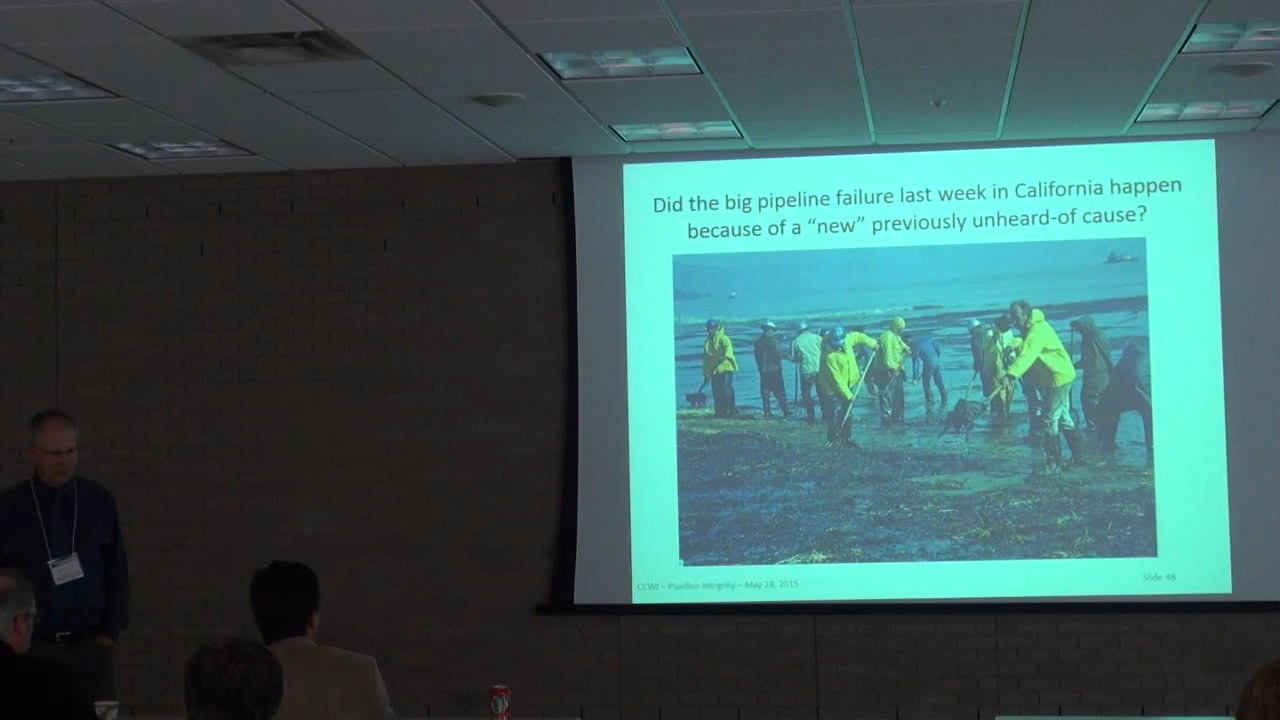 Did the big pipeline failure last week in California happen
because of a “new” previously unheard-of cause?
CCWI – Pipeline Integrity – May 28, 2015
Slide 48